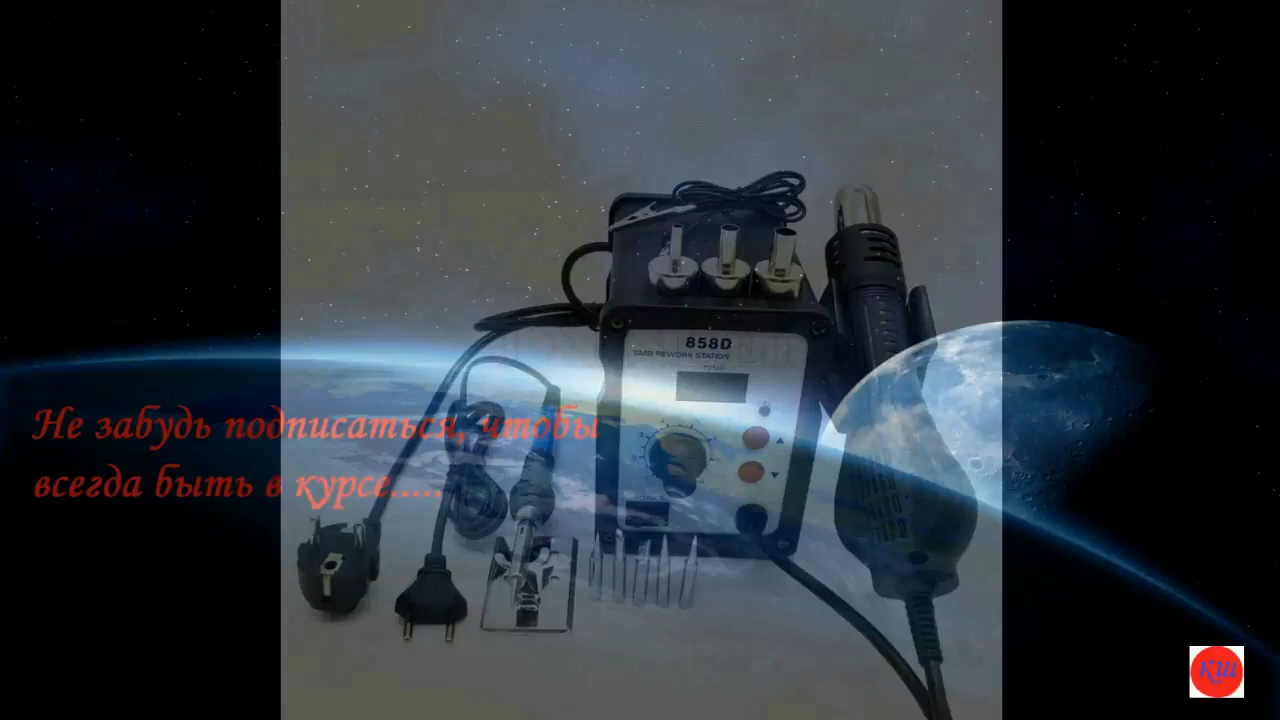 858D
SMD REWORK STATION
Не забудь подписаться, чтобы
всегда быть в курсе.....
КШ